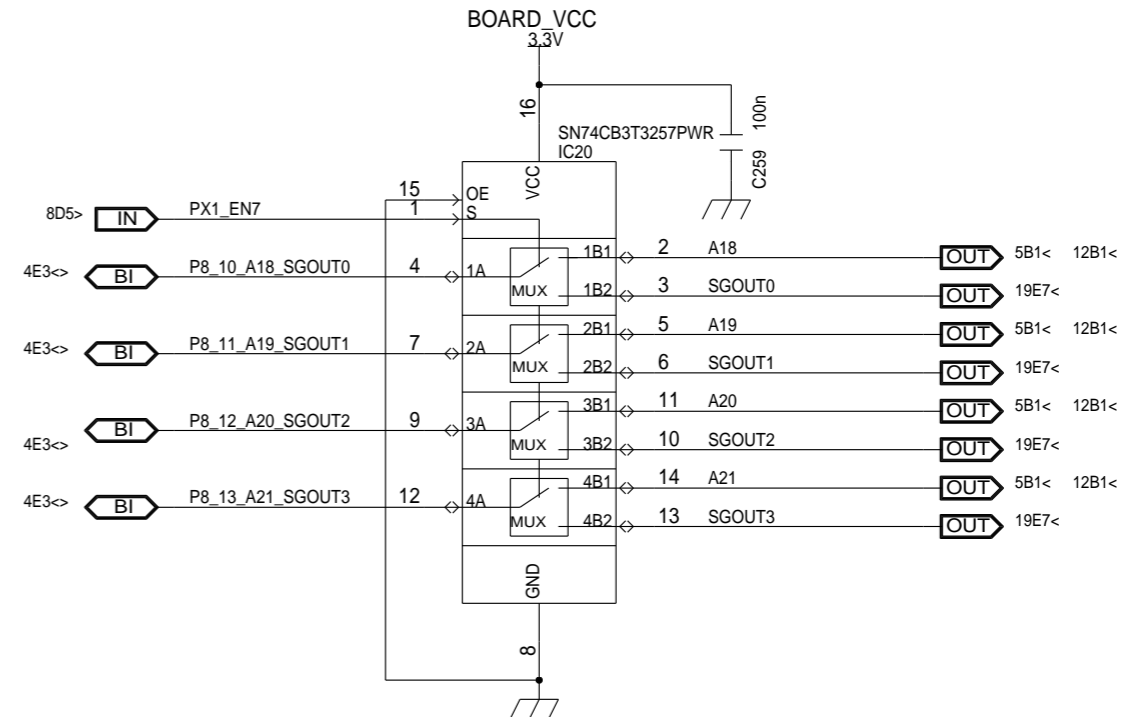 BOARD_VCC
3.3V
16
100n
SN74CB3T3257PWR
IC20
C259
VCC
15 OE
8D5> IN PX1_EN7 1 S
4E3<> BI P8_10_A18_SGOUT0 4 1A MUX 1B1 2 A18 OUT 5B1< 12B1<
1B2 3 SGOUT0 OUT 19E7<
4E3<> BI P8_11_A19_SGOUT1 7 2A MUX 2B1 5 A19 OUT 5B1< 12B1<
2B2 6 SGOUT1 OUT 19E7<
4E3<> BI P8_12_A20_SGOUT2 9 3A MUX 3B1 11 A20 OUT 5B1< 12B1<
3B2 10 SGOUT2 OUT 19E7<
4E3<> BI P8_13_A21_SGOUT3 12 4A MUX 4B1 14 A21 OUT 5B1< 12B1<
4B2 13 SGOUT3 OUT 19E7<
GND
8